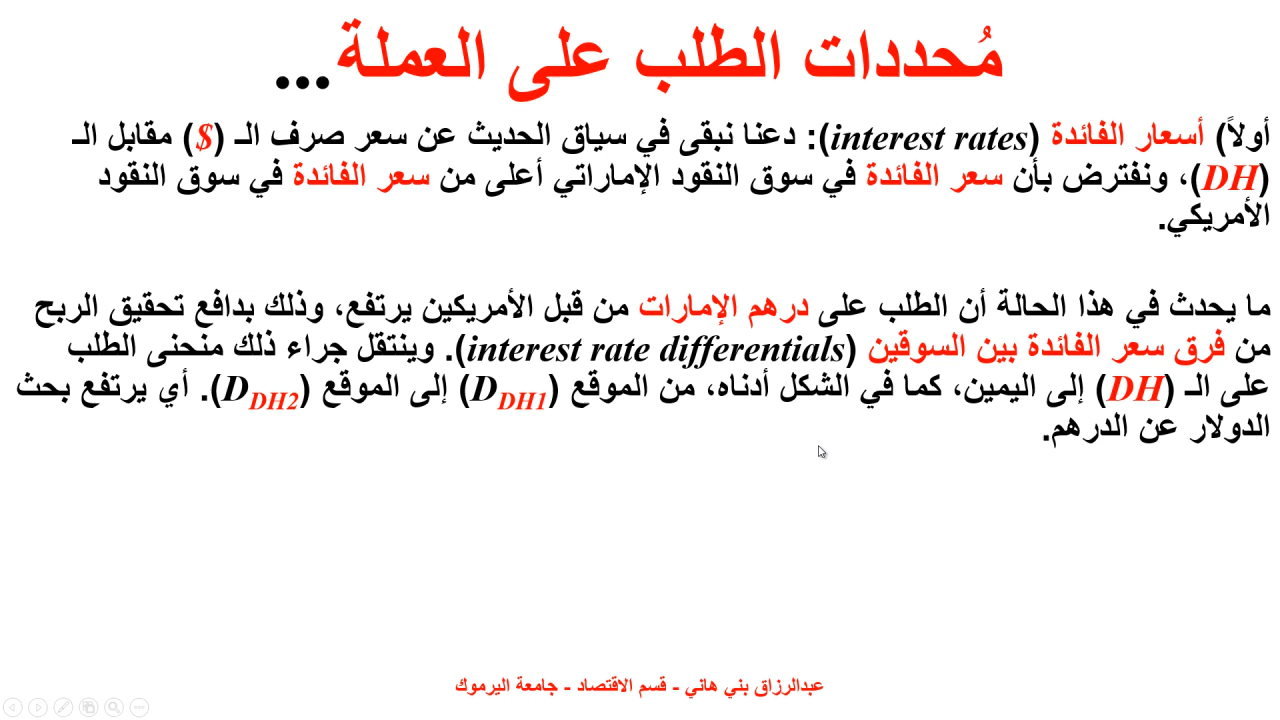 مُحددات الطلب على العملة...
أولاً) أسعار الفائدة (interest rates): دعنا نبقى في سياق الحديث عن سعر صرف الـ ($) مقابل الـ
(DH)، ونفترض بأن سعر الفائدة في سوق النقود الإماراتي أعلى من سعر الفائدة في سوق النقود
الأمريكي.
ما يحدث في هذا الحالة أن الطلب على درهم الإمارات من قبل الأمريكين يرتفع، وذلك بدافع تحقيق الربح
من فرق سعر الفائدة بين السوقين (interest rate differentials). وينتقل جراء ذلك منحنى الطلب
على الـ (DH) إلى اليمين، كما في الشكل أدناه، من الموقع (DDH1) إلى الموقع (DDH2). أي يرتفع بحث
الدولار عن الدرهم.
عبدالرزاق بني هاني - قسم الاقتصاد - جامعة اليرموك